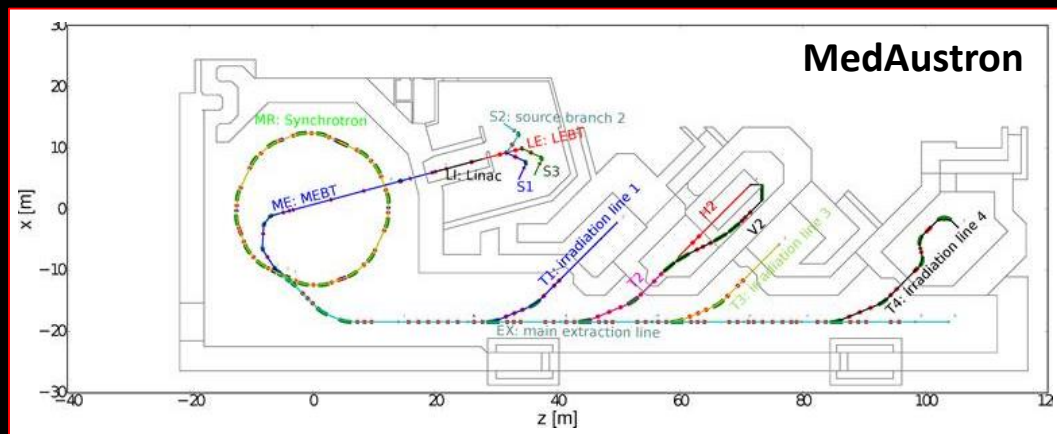 MedAustron
30
20
10
0
−10
−20
−30
x [m]
−40
−20
0
20
40
60
80
100
120
z [m]
MR: Synchrotron
S2: source branch 2
LE: LEBT
LI: Linac
S3
S1
ME: MEBT
T1: irradiation line 1
H2
V2
T2
T3: irradiation line 3
T4: irradiation line 4
EX: main extraction line